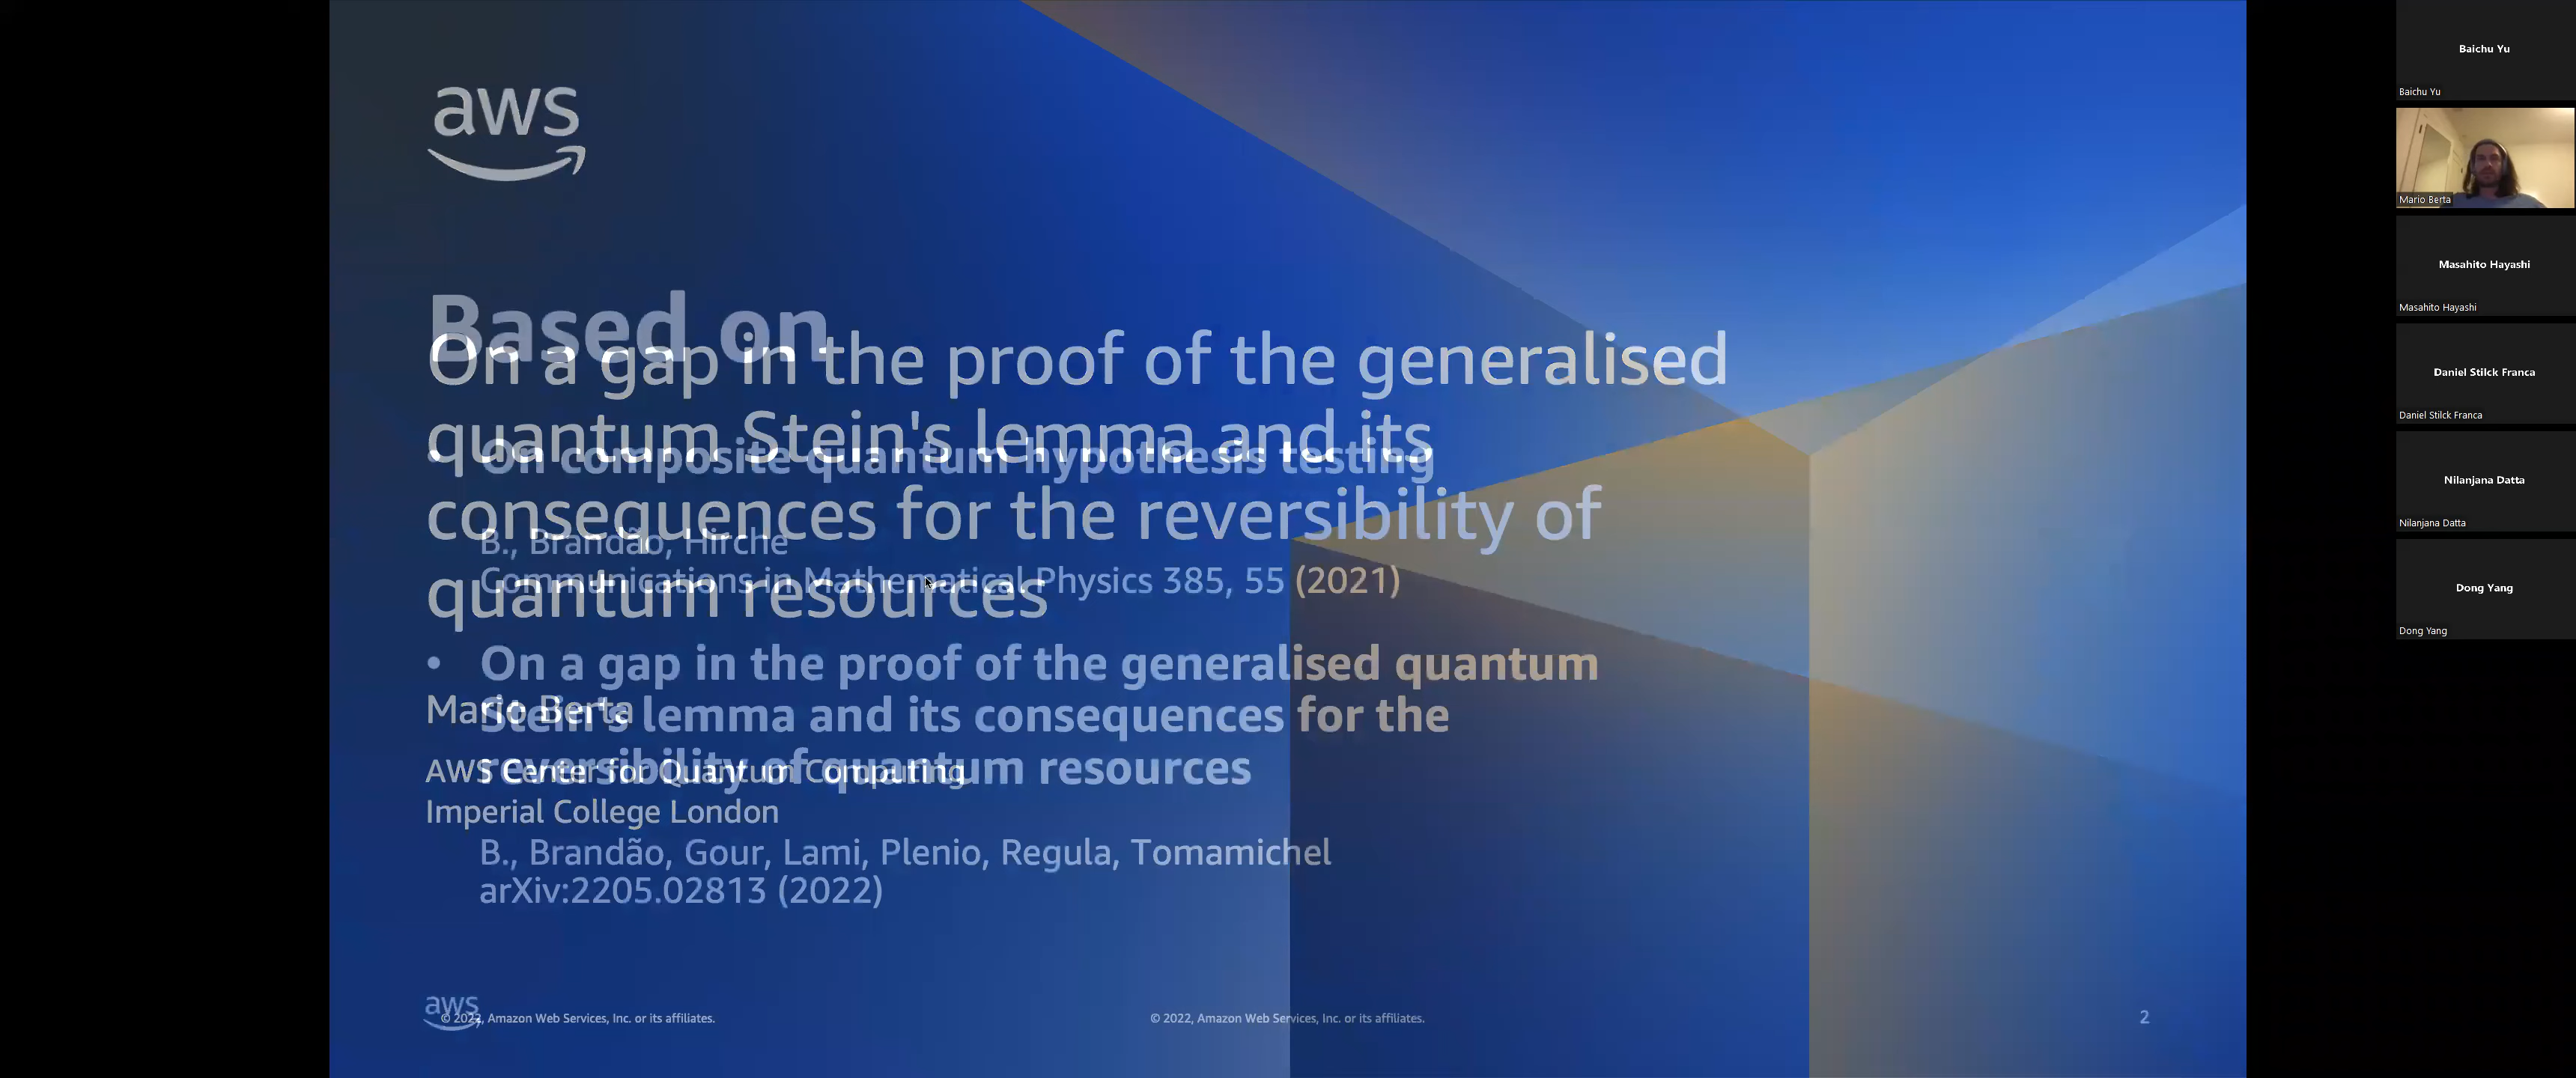 aws
On a gap in the proof of the generalised
quantum Stein's lemma and its
consequences for the reversibility of
quantum resources
Mario Berta
AWS Center for Quantum Computing
Imperial College London
© 2022, Amazon Web Services, Inc. or its affiliates.
Based on
• On composite quantum hypothesis testing
B., Brandão, Hirche
Communications in Mathematical Physics 385, 55 (2021)
• On a gap in the proof of the generalised quantum
Stein's lemma and its consequences for the
reversibility of quantum resources
B., Brandão, Gour, Lami, Plenio, Regula, Tomamichel
arXiv:2205.02813 (2022)
aws
© 2022, Amazon Web Services, Inc. or its affiliates.
2
Baichu Yu
Baichu Yu
Mario Berta
Masahito Hayashi
Masahito Hayashi
Daniel Stilck Franca
Daniel Stilck Franca
Nilanjana Datta
Nilanjana Datta
Dong Yang
Dong Yang